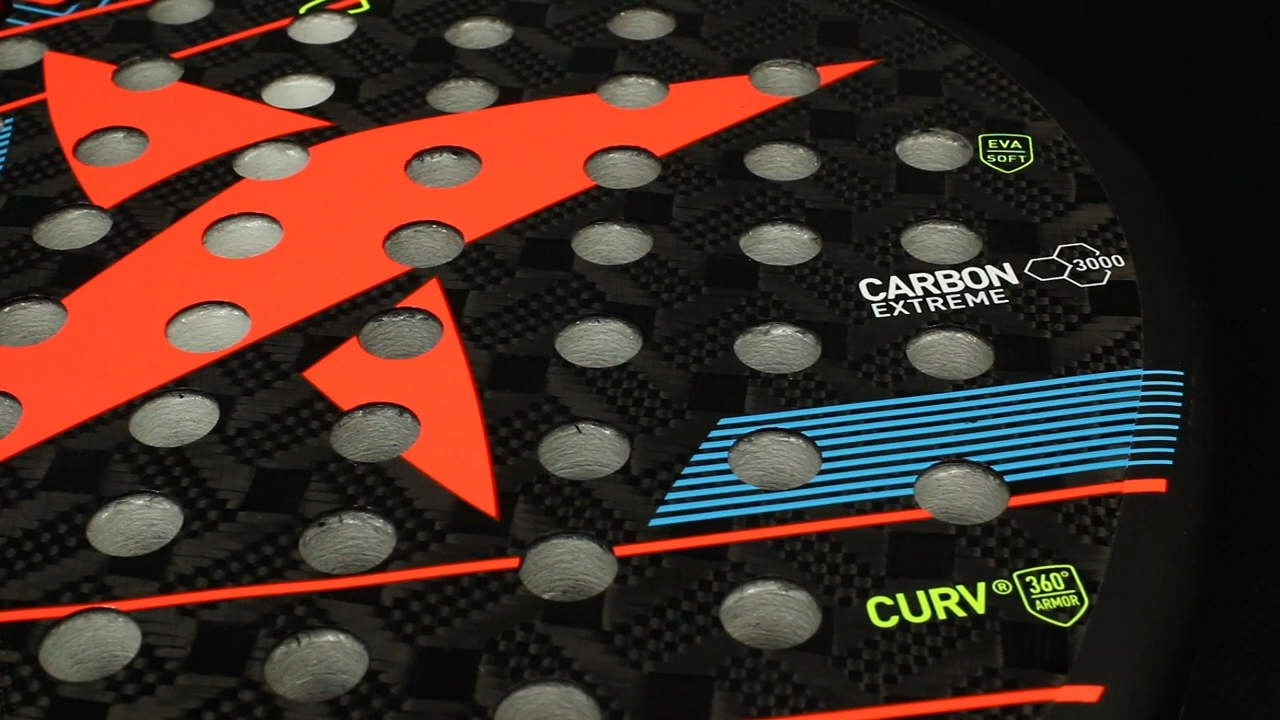 EVA
SOFT
CARBON
EXTREME
3000
CURV®
360°
ARMOR